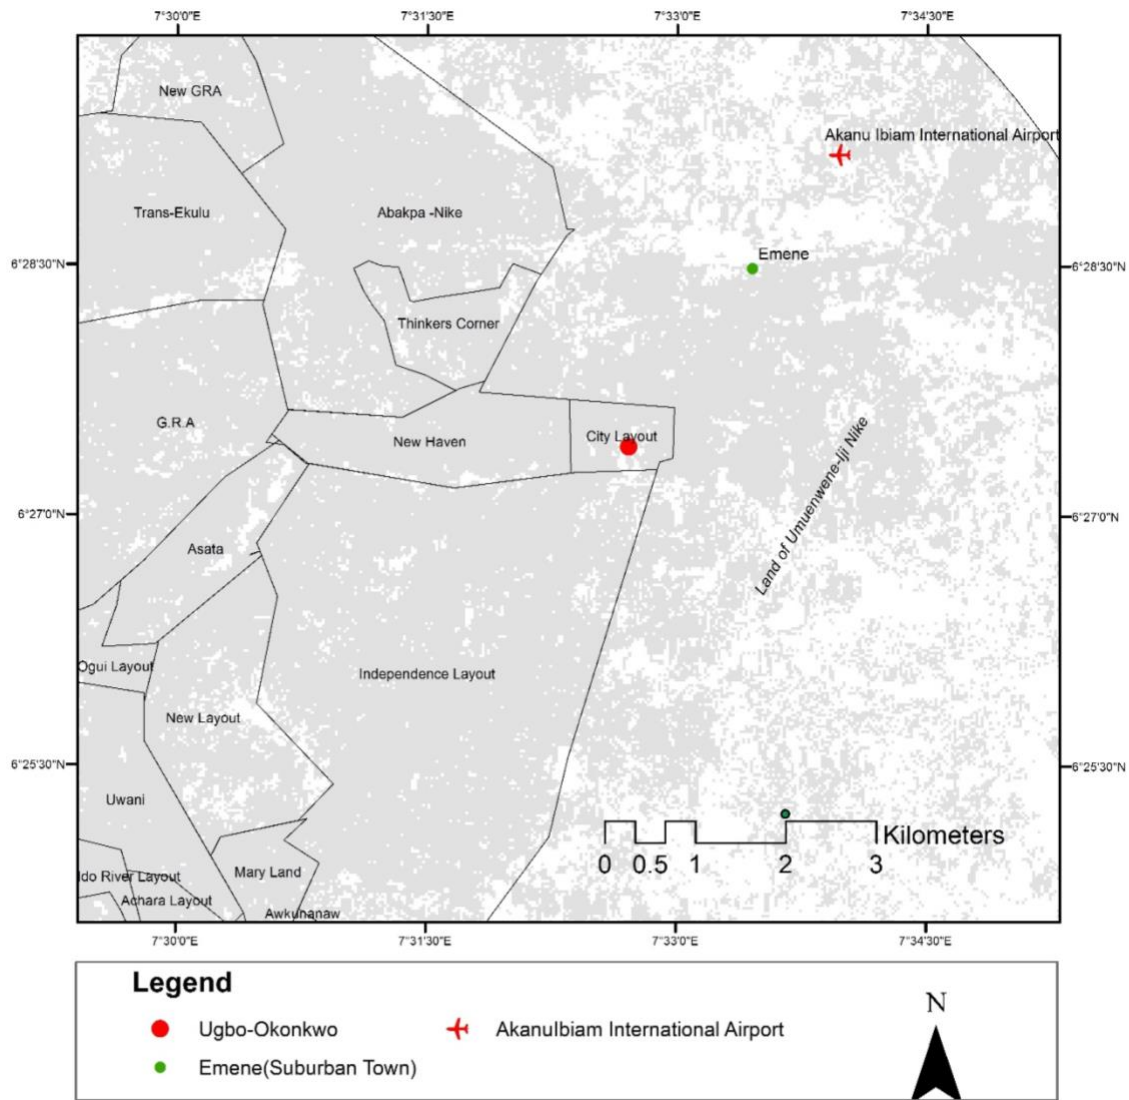 7°30'0"E
7°31'30"E
7°33'0"E
7°34'30"E
New GRA
Akanu Ibiam International Airport
Trans-Ekulu
Abakpa -Nike
Emene
6°28'30"N
6°28'30"N
Thinkers Corner
G.R.A
New Haven
City Layout
Land of Umuenwene-Iji Nike
6°27'0"N
6°27'0"N
Asata
Ogui Layout
Independence Layout
New Layout
6°25'30"N
6°25'30"N
Uwani
Kilometers
0 0.5 1 2 3
Mary Land
Ido River Layout
Achara Layout
Awkunanaw
7°30'0"E
7°31'30"E
7°33'0"E
7°34'30"E
Legend
N
Ugbo-Okonkwo
AkanuIbiam International Airport
Emene(Suburban Town)